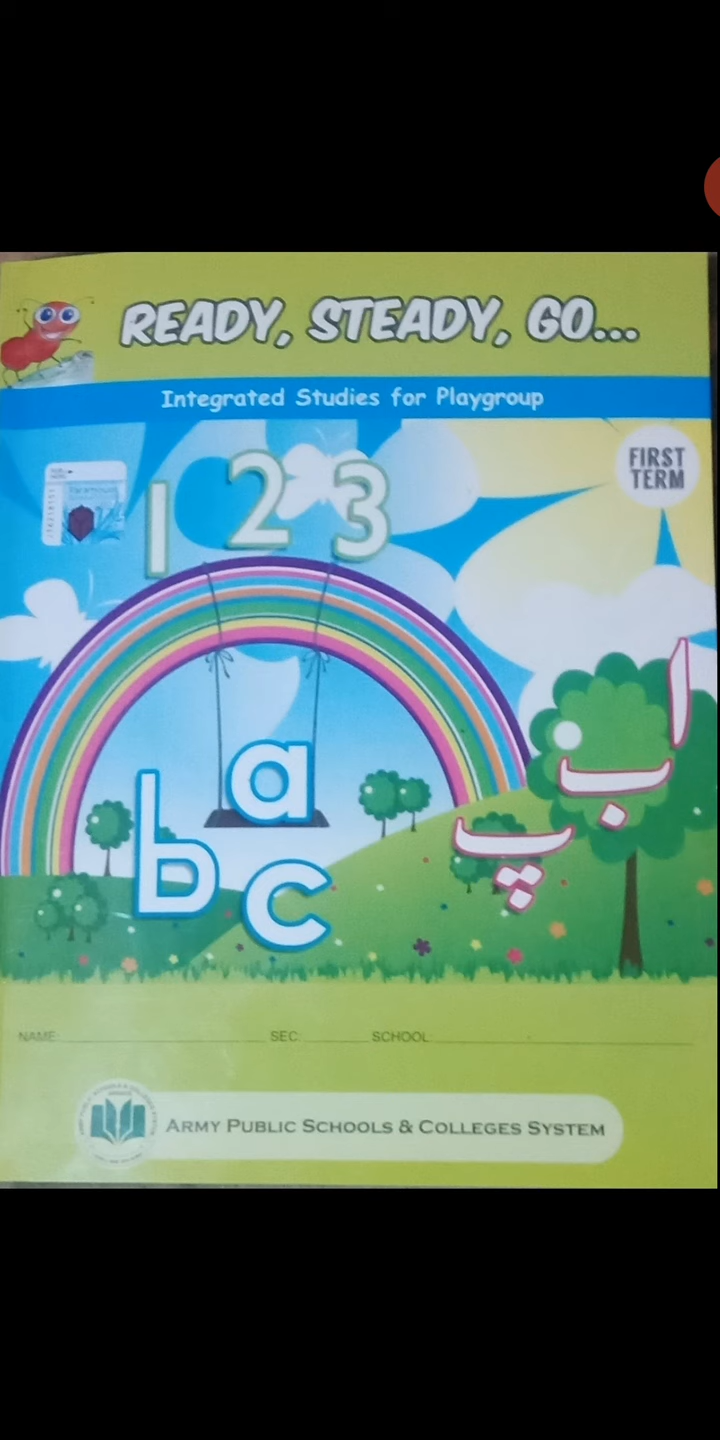 READY, STEADY, GO...
Integrated Studies for Playgroup
FIRST
TERM
Paramount
1 2 3
ا
ب
پ
a
b
c
NAME: SEC: SCHOOL:
ARMY PUBLIC SCHOOLS & COLLEGES SYSTEM